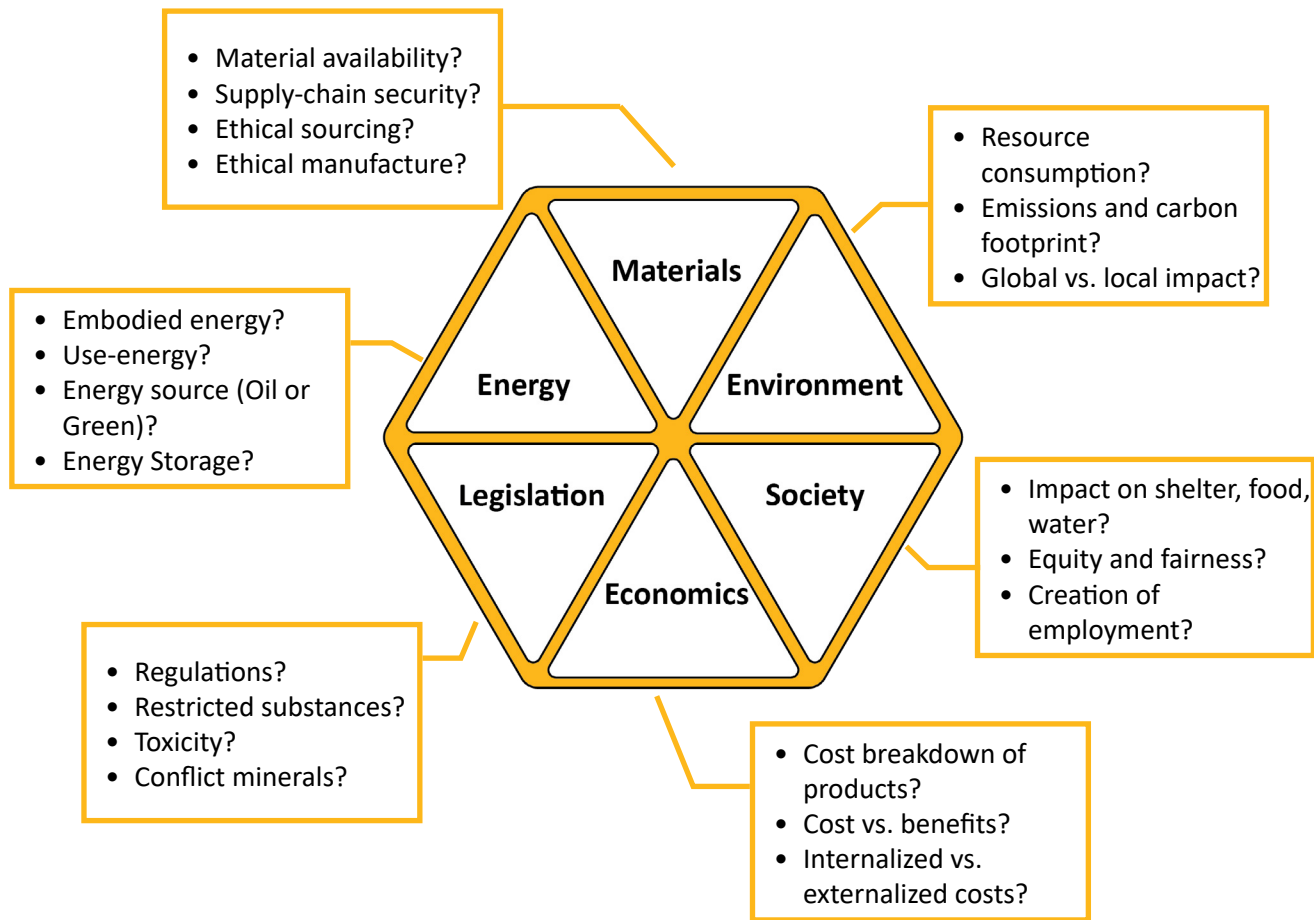 • Material availability?
• Supply-chain security?
• Ethical sourcing?
• Ethical manufacture?
• Resource
consumption?
• Emissions and carbon
footprint?
• Global vs. local impact?
Materials
• Embodied energy?
• Use-energy?
• Energy source (Oil or
Green)?
• Energy Storage?
Energy
Environment
Legislation
Society
• Impact on shelter, food,
water?
• Equity and fairness?
• Creation of
employment?
Economics
• Regulations?
• Restricted substances?
• Toxicity?
• Conflict minerals?
• Cost breakdown of
products?
• Cost vs. benefits?
• Internalized vs.
externalized costs?